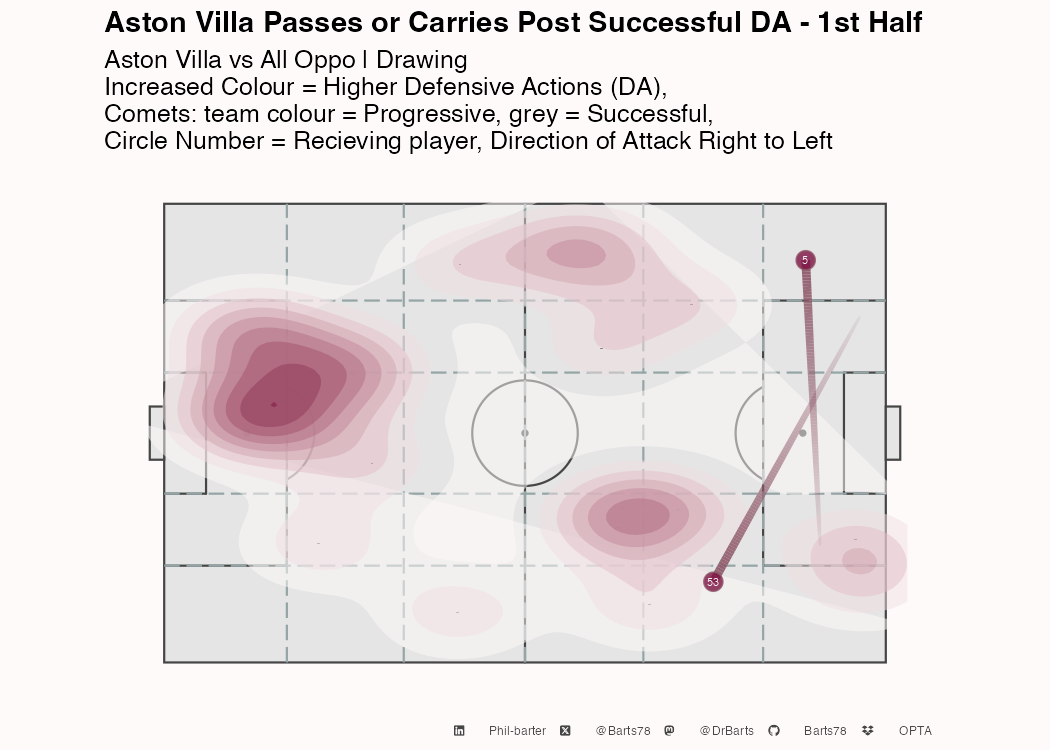 Aston Villa Passes or Carries Post Successful DA - 1st Half
Aston Villa vs All Oppo | Drawing
Increased Colour = Higher Defensive Actions (DA),
Comets: team colour = Progressive, grey = Successful,
Circle Number = Recieving player, Direction of Attack Right to Left
5
53
Phil-barter @Barts78 @DrBarts Barts78 OPTA